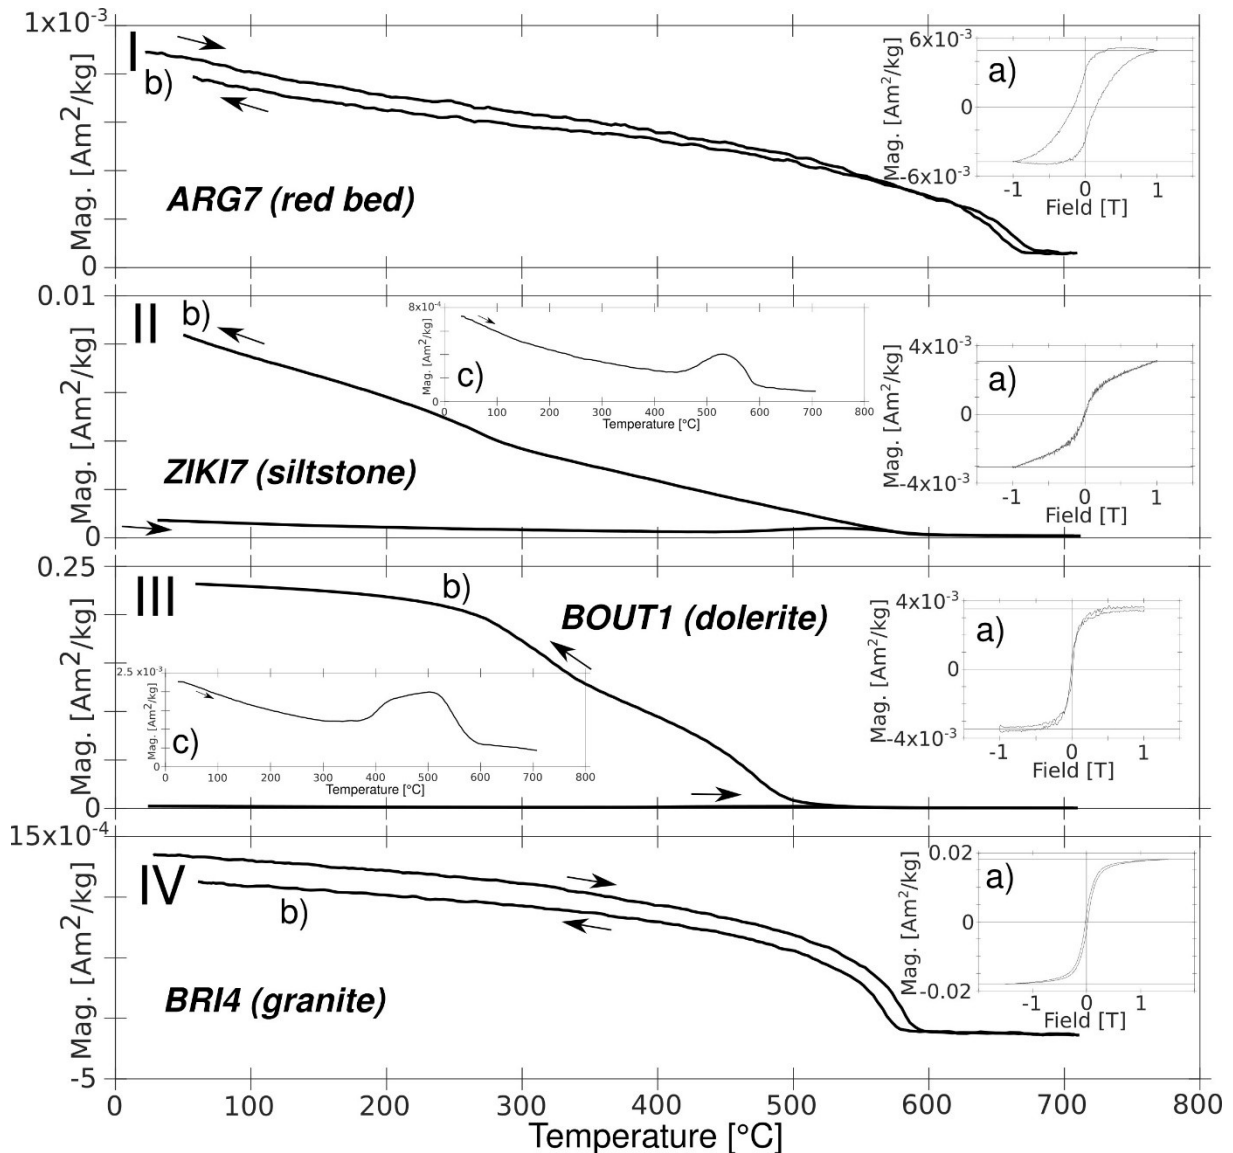 1x10⁻³
I
b)
Mag. [Am²/kg]
0
ARG7 (red bed)
a)
6x10⁻³
0
-6x10⁻³
Mag. [Am²/kg]
-1 0 1
Field [T]
0.01
II
b)
Mag. [Am²/kg]
0
ZIKI7 (siltstone)
8x10⁻⁴
0
Mag. [Am²/kg]
c)
0 100 200 300 400 500 600 700 800
Temperature [°C]
a)
4x10⁻³
0
-4x10⁻³
Mag. [Am²/kg]
-1 0 1
Field [T]
0.25
III
b)
Mag. [Am²/kg]
0
BOUT1 (dolerite)
2.5 x10⁻³
0
Mag. [Am²/kg]
c)
0 100 200 300 400 500 600 700 800
Temperature [°C]
a)
4x10⁻³
0
-4x10⁻³
Mag. [Am²/kg]
-1 0 1
Field [T]
15x10⁻⁴
IV
b)
Mag. [Am²/kg]
-5
BRI4 (granite)
a)
0.02
0
-0.02
Mag. [Am²/kg]
-1 0 1
Field [T]
0 100 200 300 400 500 600 700 800
Temperature [°C]